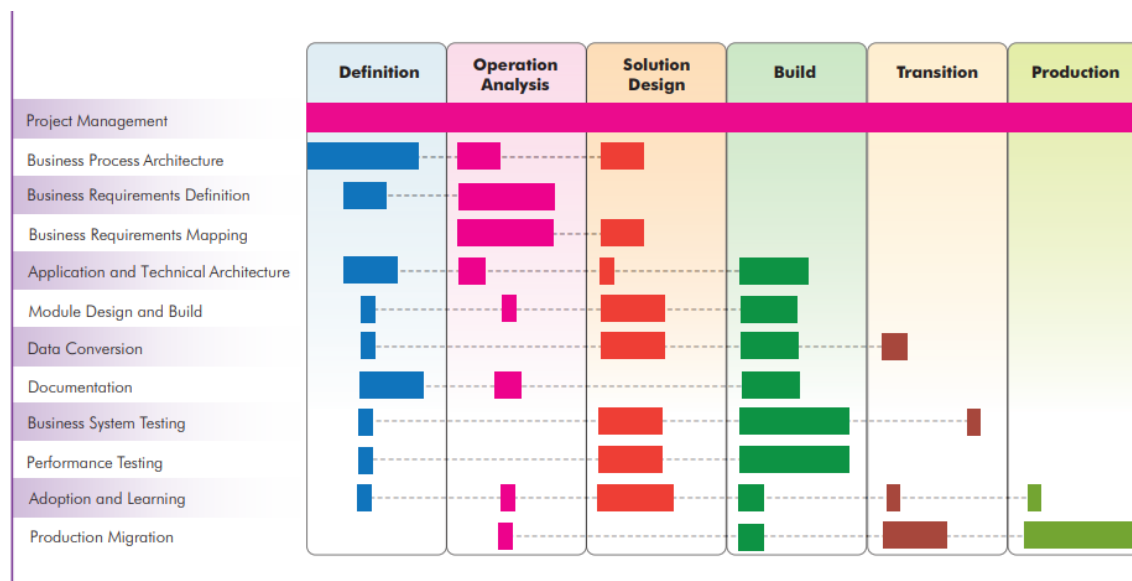 Definition
Operation
Analysis
Solution
Design
Build
Transition
Production
Project Management
Business Process Architecture
Business Requirements Definition
Business Requirements Mapping
Application and Technical Architecture
Module Design and Build
Data Conversion
Documentation
Business System Testing
Performance Testing
Adoption and Learning
Production Migration